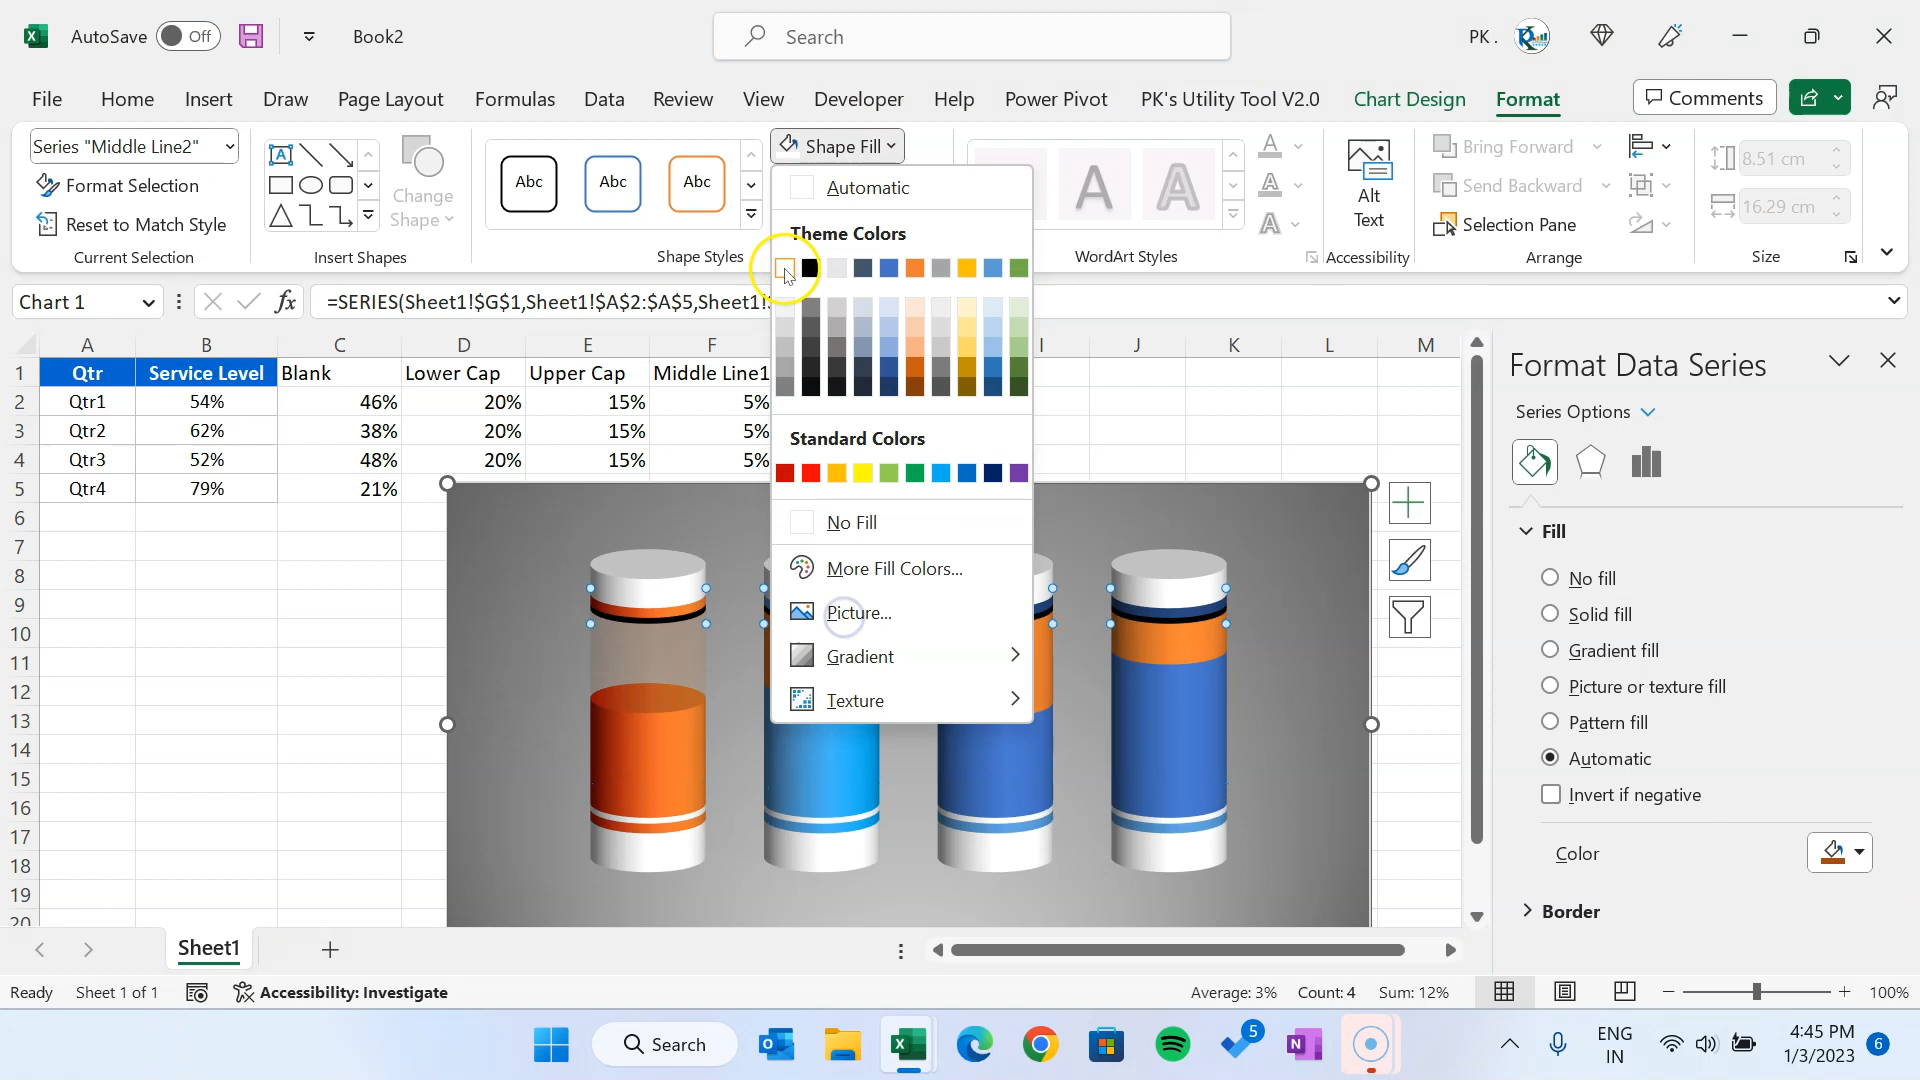 AutoSave Off Book2 Search PK .
File Home Insert Draw Page Layout Formulas Data Review View Developer Help Power Pivot PK's Utility Tool V2.0 Chart Design Format Comments
Series "Middle Line2"
Format Selection
Reset to Match Style
Current Selection
A
Change
Shape
Insert Shapes
Abc Abc Abc
Shape Styles
Shape Fill
A A
WordArt Styles
Alt
Text
Accessibility
Bring Forward
Send Backward
Selection Pane
Arrange
8.51 cm
16.29 cm
Size
Automatic
Theme Colors
Standard Colors
No Fill
More Fill Colors...
Picture...
Gradient
Texture
Chart 1 fx =SERIES(Sheet1!$G$1,Sheet1!$A$2:$A$5,Sheet1!
A B C D E F I J K L M
1 Qtr Service Level Blank Lower Cap Upper Cap Middle Line1
2 Qtr1 54% 46% 20% 15% 5%
3 Qtr2 62% 38% 20% 15% 5%
4 Qtr3 52% 48% 20% 15% 5%
5 Qtr4 79% 21%
6
7
8
9
10
11
12
13
14
15
16
17
18
19
20
Format Data Series
Series Options
Fill
No fill
Solid fill
Gradient fill
Picture or texture fill
Pattern fill
Automatic
Invert if negative
Color
Border
Sheet1
Ready Sheet 1 of 1 Accessibility: Investigate Average: 3% Count: 4 Sum: 12% 100%
Search 5 ENG
IN
4:45 PM
1/3/2023
6